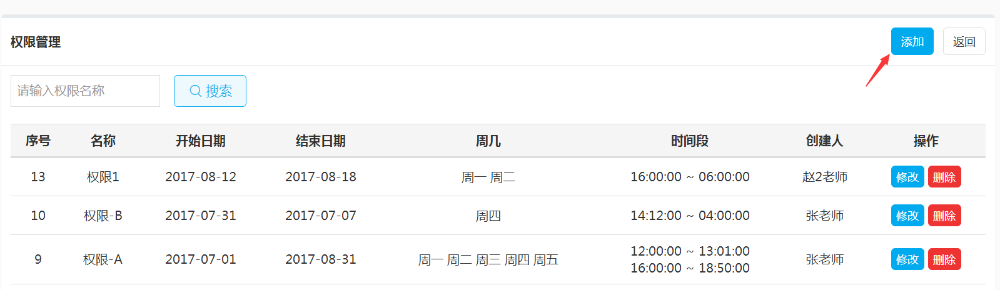 权限管理 添加 返回
请输入权限名称 搜索
序号 名称 开始日期 结束日期 周几 时间段 创建人 操作
13 权限1 2017-08-12 2017-08-18 周一 周二 16:00:00 ~ 06:00:00 赵2老师 修改 删除
10 权限-B 2017-07-31 2017-07-07 周四 14:12:00 ~ 04:00:00 张老师 修改 删除
9 权限-A 2017-07-01 2017-08-31 周一 周二 周三 周四 周五 12:00:00 ~ 13:01:00 张老师 修改 删除
16:00:00 ~ 18:50:00